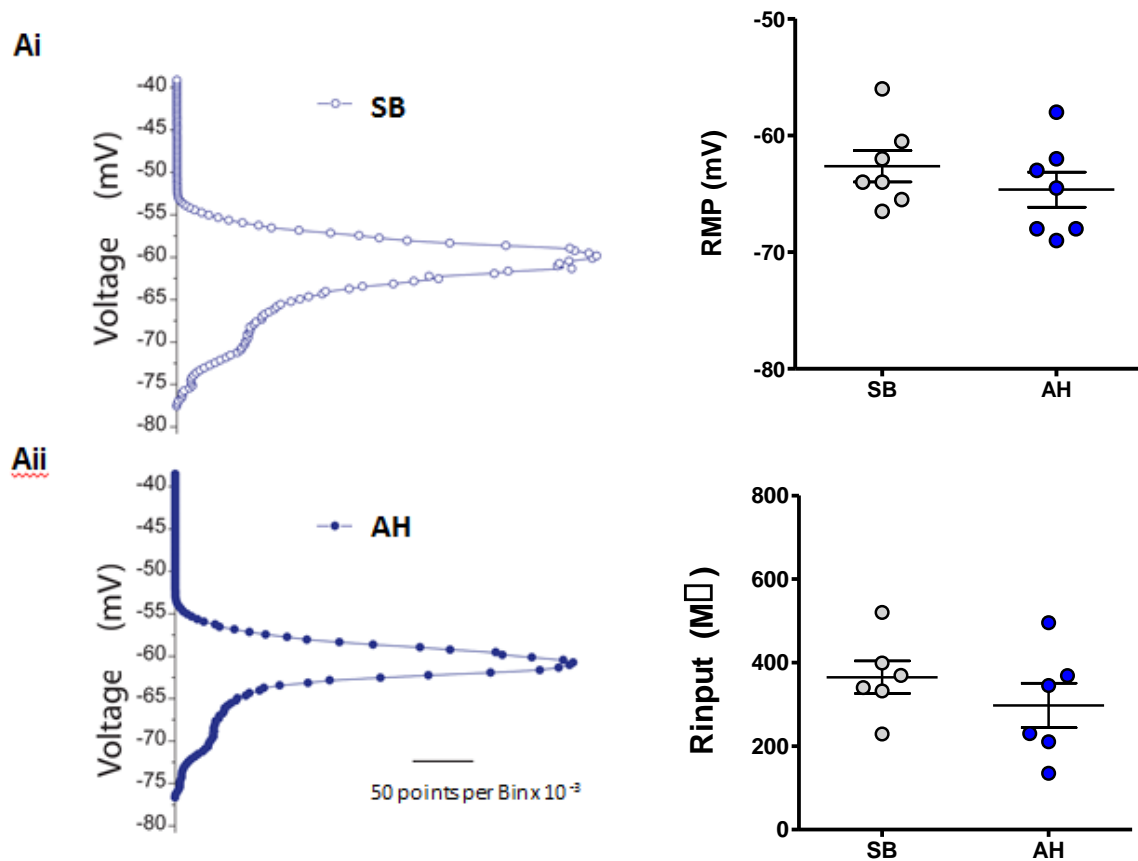 Ai
-40
-45
-50
-55
-60
-65
-70
-75
-80
Voltage (mV)
SB
-50
-60
-70
-80
RMP (mV)
SB
AH
Aii
-40
-45
-50
-55
-60
-65
-70
-75
-80
Voltage (mV)
AH
50 points per Bin x 10⁻³
800
600
400
200
0
Rinput (M□)
SB
AH